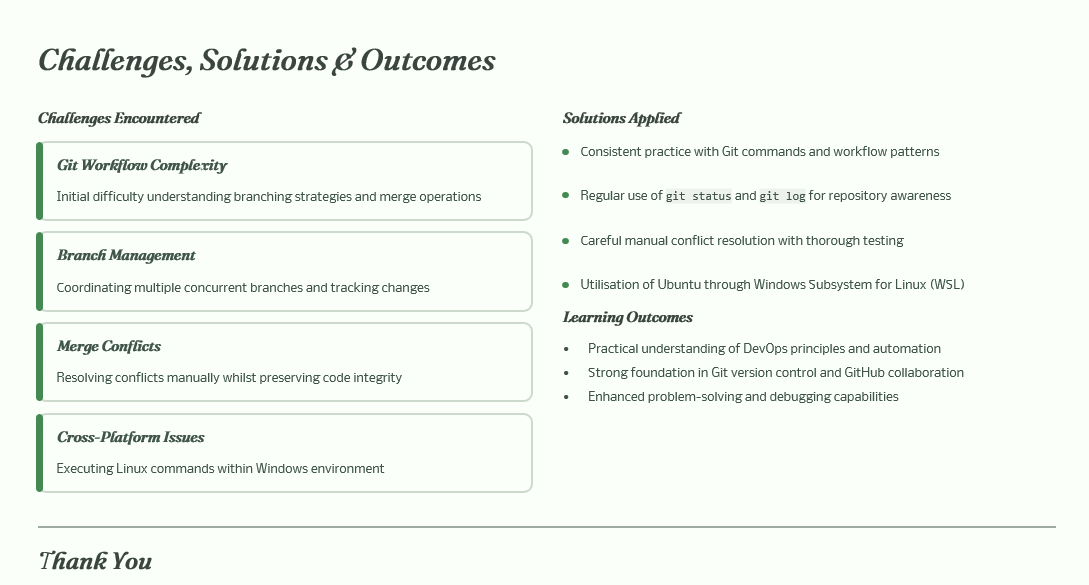 Challenges, Solutions & Outcomes
Challenges Encountered
Git Workflow Complexity
Initial difficulty understanding branching strategies and merge operations
Branch Management
Coordinating multiple concurrent branches and tracking changes
Merge Conflicts
Resolving conflicts manually whilst preserving code integrity
Cross-Platform Issues
Executing Linux commands within Windows environment
Solutions Applied
Consistent practice with Git commands and workflow patterns
Regular use of git status and git log for repository awareness
Careful manual conflict resolution with thorough testing
Utilisation of Ubuntu through Windows Subsystem for Linux (WSL)
Learning Outcomes
Practical understanding of DevOps principles and automation
Strong foundation in Git version control and GitHub collaboration
Enhanced problem-solving and debugging capabilities
Thank You